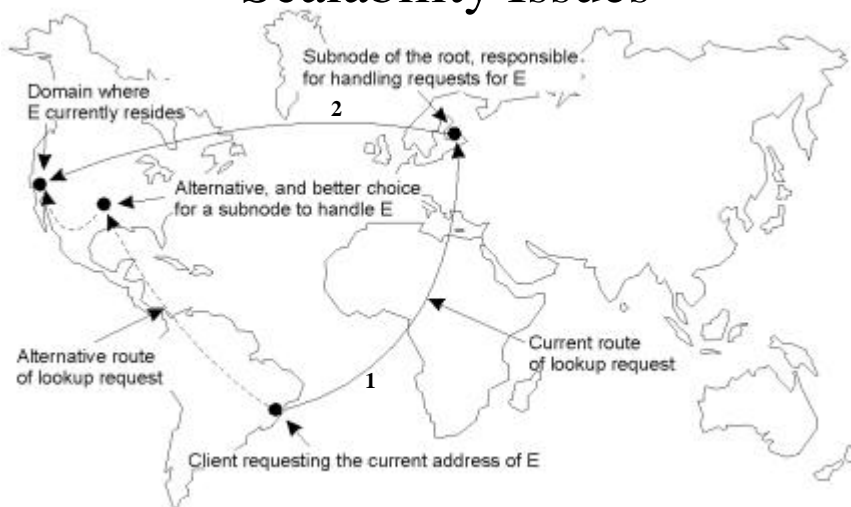 Scalability Issues
Subnode of the root, responsible
for handling requests for E
Domain where
E currently resides
2
Alternative, and better choice
for a subnode to handle E
Alternative route
of lookup request
1
Current route
of lookup request
Client requesting the current address of E